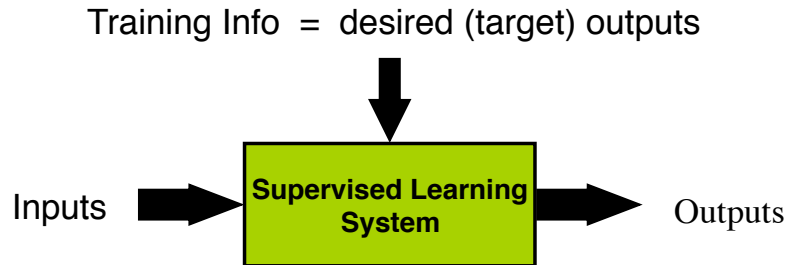 Training Info = desired (target) outputs
Inputs
Supervised Learning
System
Outputs